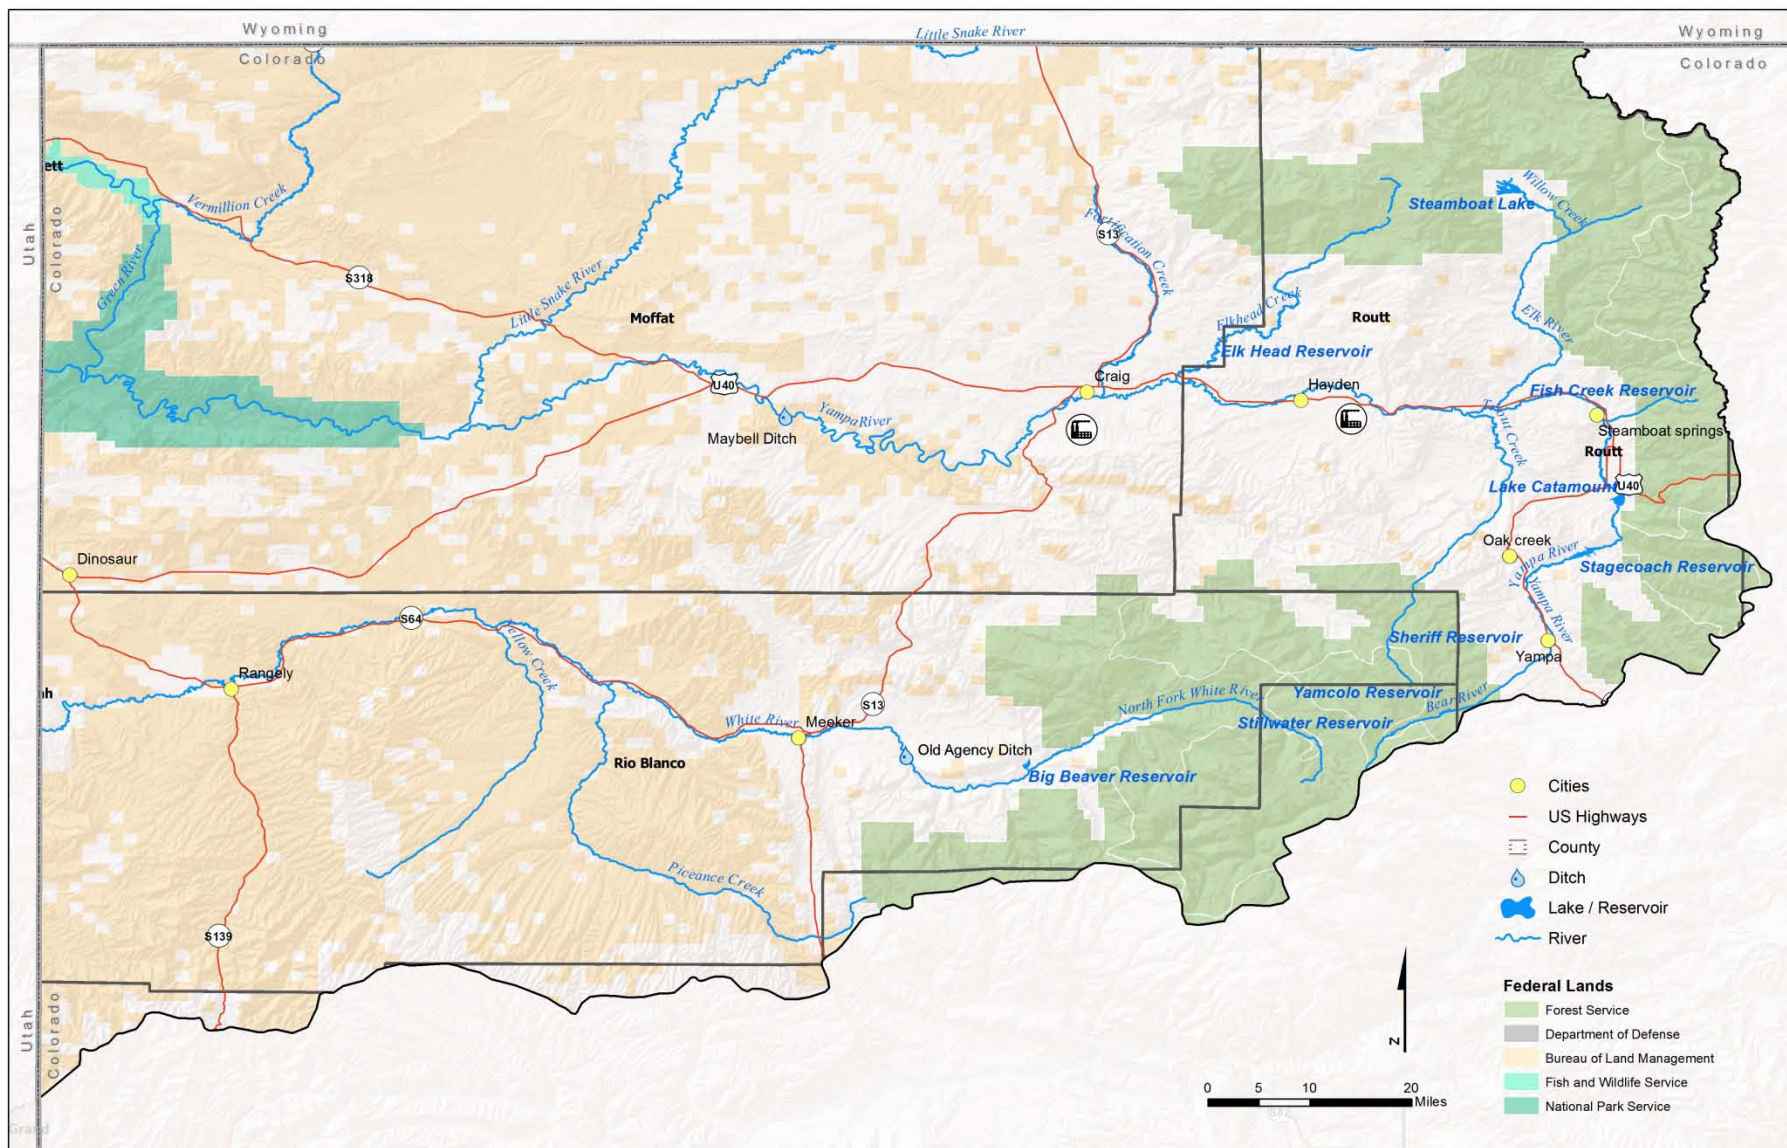 Wyoming
Colorado
Little Snake River
Wyoming
Colorado
ett
Vermillion Creek
Utah
Colorado
Green River
S318
Little Snake River
Moffat
S13
Fortification Creek
Steamboat Lake
Willow Creek
Elkhead Creek
Routt
Elk River
Elk Head Reservoir
Craig
Hayden
Fish Creek Reservoir
U40
Maybell Ditch
Yampa River
Trout Creek
Steamboat springs
Routt
Lake Catamount
U40
Oak creek
Yampa River
Stagecoach Reservoir
Yampa River
Dinosaur
S64
Yellow Creek
Sheriff Reservoir
Yampa
Rangely
Yamcolo Reservoir
Bear River
North Fork White River
Stillwater Reservoir
S13
White River
Meeker
Old Agency Ditch
Rio Blanco
Big Beaver Reservoir
Piceance Creek
S139
Utah
Colorado
Cities
US Highways
County
Ditch
Lake / Reservoir
River
Federal Lands
Forest Service
Department of Defense
Bureau of Land Management
Fish and Wildlife Service
National Park Service
N
0 5 10 20
Miles
S82
Grand